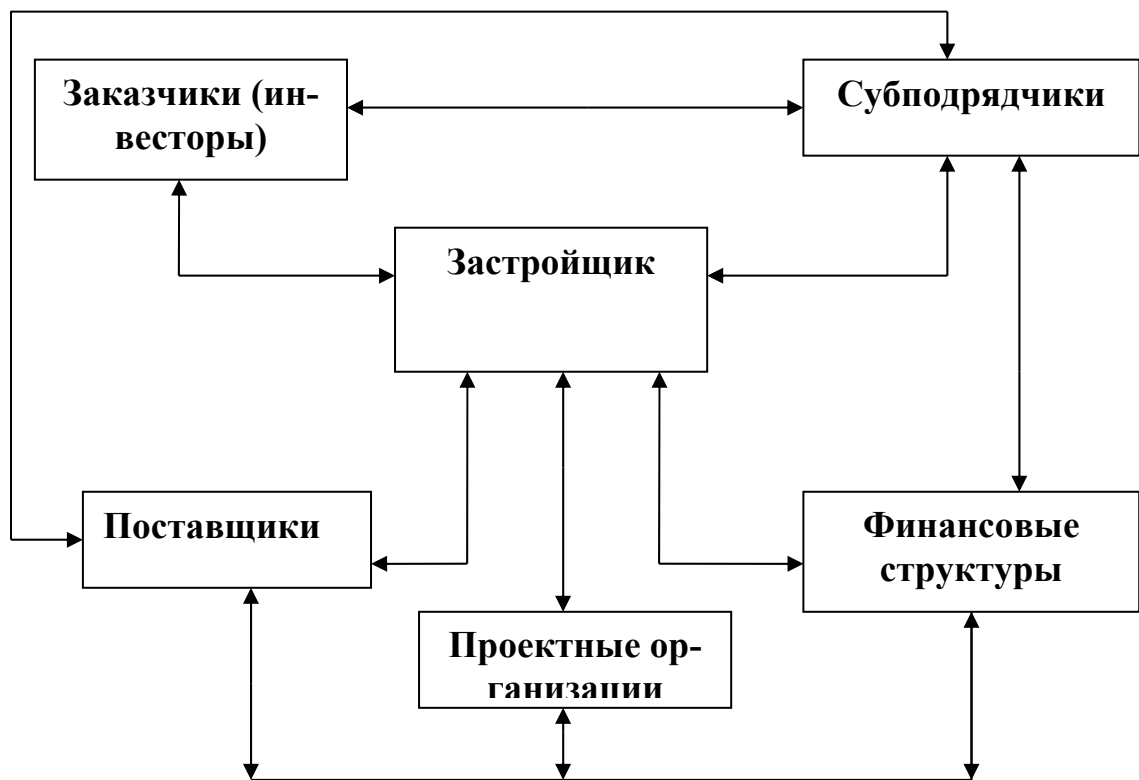 Заказчики (ин-
весторы)
Субподрядчики
Застройщик
Поставщики
Финансовые
структуры
Проектные ор-
ганизации